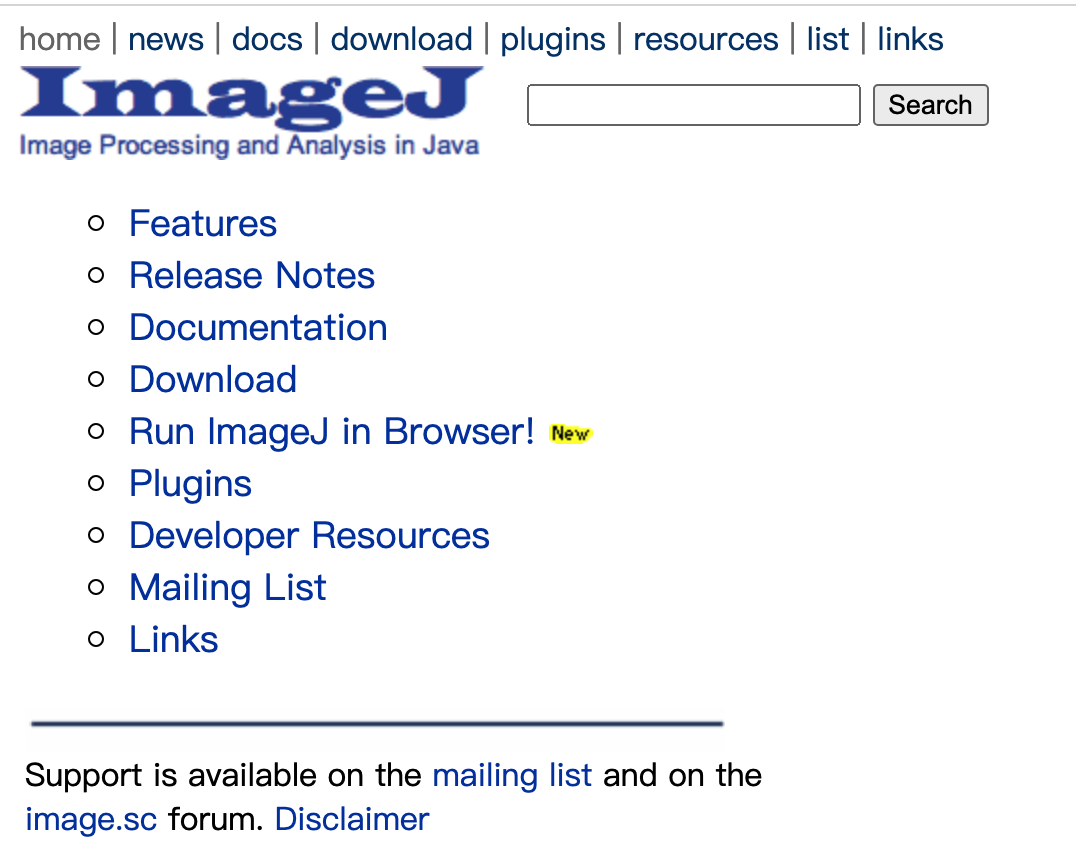 home | news | docs | download | plugins | resources | list | links
ImageJ
Search
Image Processing and Analysis in Java
Features
Release Notes
Documentation
Download
Run ImageJ in Browser! New
Plugins
Developer Resources
Mailing List
Links
Support is available on the mailing list and on the
image.sc forum. Disclaimer